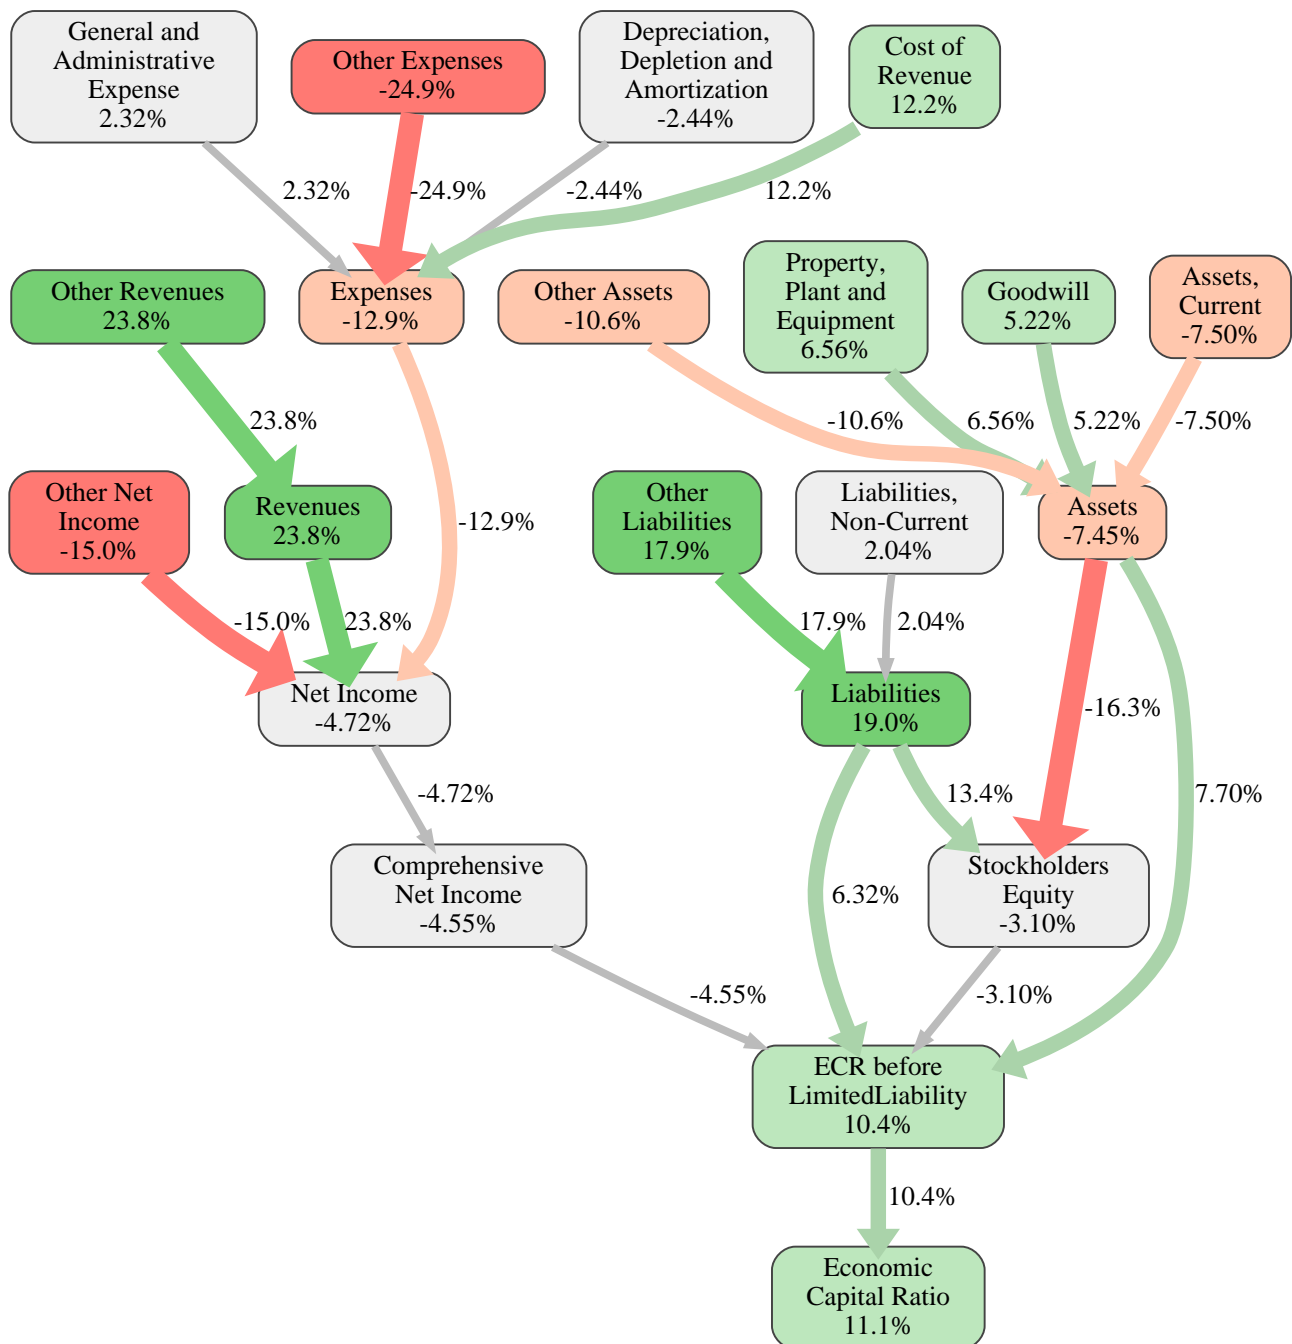 General and
Administrative
Expense
2.32%
Other Expenses
-24.9%
Depreciation,
Depletion and
Amortization
-2.44%
Cost of
Revenue
12.2%
2.32%
-24.9%
-2.44%
12.2%
Other Revenues
23.8%
Expenses
-12.9%
Other Assets
-10.6%
Property,
Plant and
Equipment
6.56%
Goodwill
5.22%
Assets,
Current
-7.50%
23.8%
-12.9%
-10.6%
6.56%
5.22%
-7.50%
Other Net
Income
-15.0%
Revenues
23.8%
Other
Liabilities
17.9%
Liabilities,
Non-Current
2.04%
Assets
-7.45%
-15.0%
23.8%
17.9%
2.04%
-16.3%
7.70%
Net Income
-4.72%
Liabilities
19.0%
-4.72%
13.4%
6.32%
Comprehensive
Net Income
-4.55%
Stockholders
Equity
-3.10%
-4.55%
-3.10%
ECR before
LimitedLiability
10.4%
10.4%
Economic
Capital Ratio
11.1%